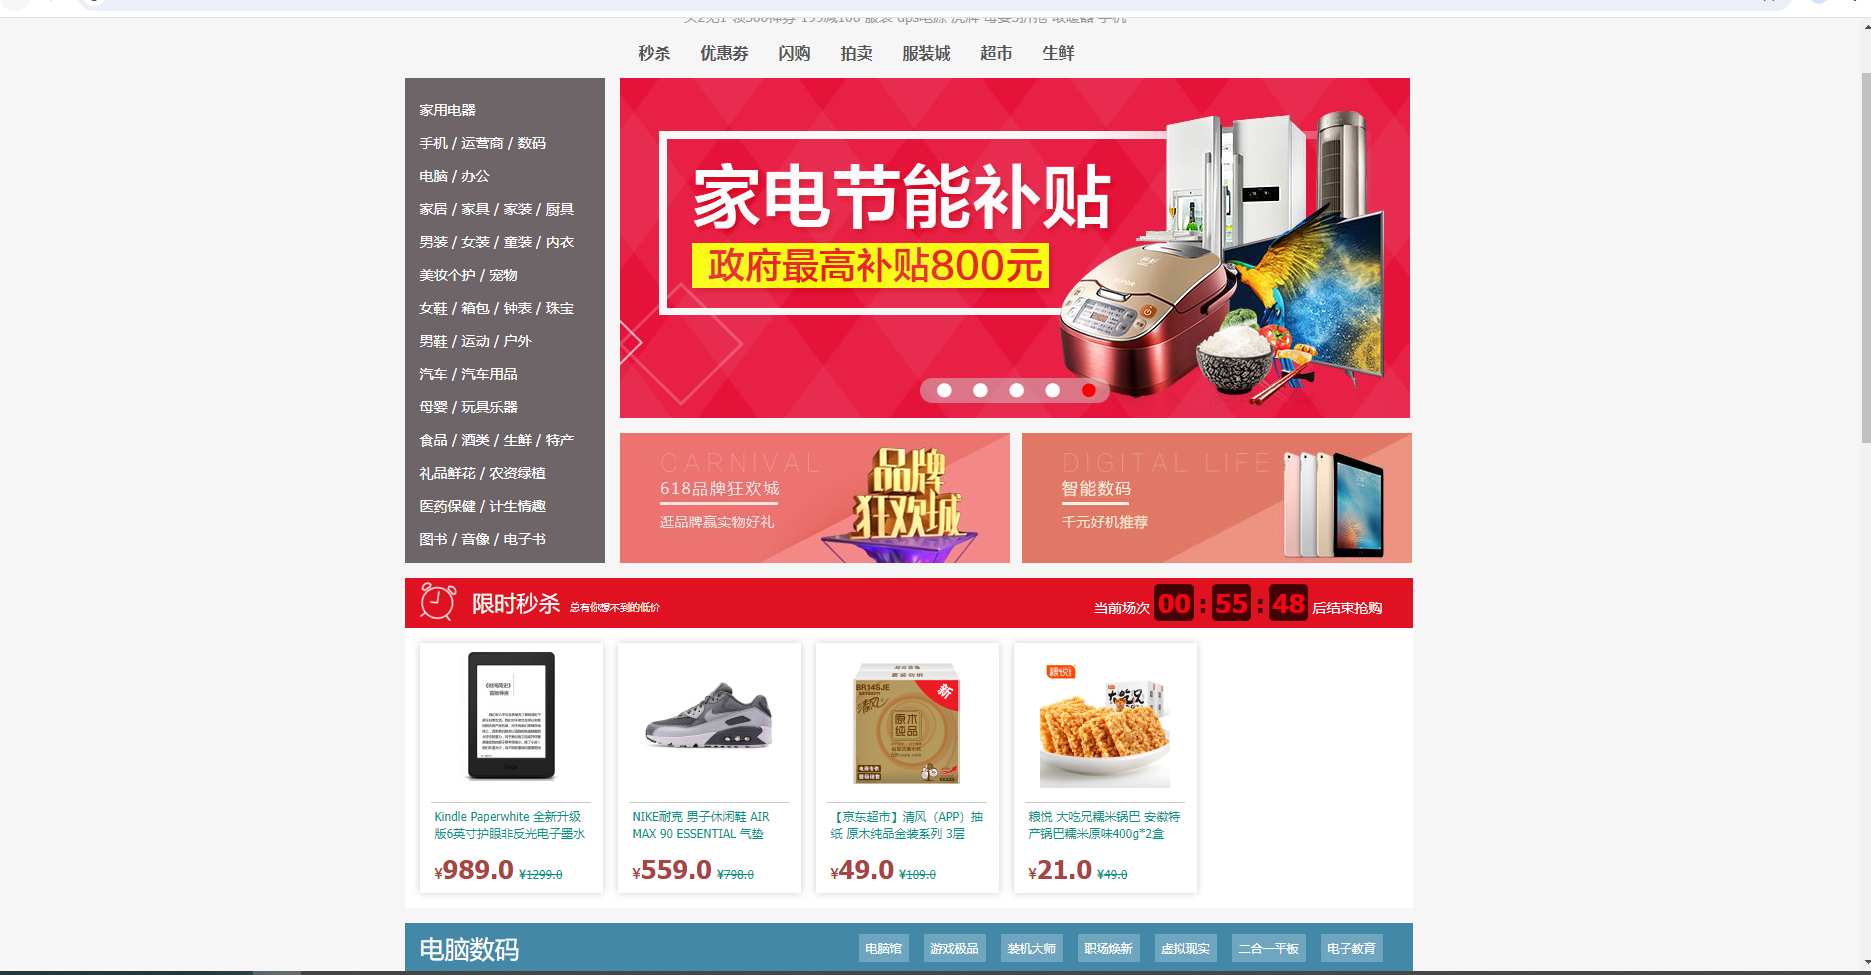 秒杀 优惠劵 闪购 拍卖 服装城 超市 生鲜
家用电器
手机 / 运营商 / 数码
电脑 / 办公
家居 / 家具 / 家装 / 厨具
男装 / 女装 / 童装 / 内衣
美妆个护 / 宠物
女鞋 / 箱包 / 钟表 / 珠宝
男鞋 / 运动 / 户外
汽车 / 汽车用品
母婴 / 玩具乐器
食品 / 酒类 / 生鲜 / 特产
礼品鲜花 / 农资绿植
医药保健 / 计生情趣
图书 / 音像 / 电子书
家电节能补贴
政府最高补贴800元
CARNIVAL
618品牌狂欢城
逛品牌赢实物好礼
品牌
狂欢城
DIGITAL LIFE
智能数码
千元好机推荐
限时秒杀 总有你想不到的低价
当前场次 00 : 55 : 48 后结束抢购
Kindle Paperwhite 全新升级
版6英寸护眼非反光电子墨水
¥989.0 ¥1299.0
NIKE耐克 男子休闲鞋 AIR
MAX 90 ESSENTIAL 气垫
¥559.0 ¥798.0
BR14SJE
新
清风
原木
纯品
【京东超市】清风（APP）抽
纸 原木纯品金装系列 3层
¥49.0 ¥109.0
大吃兄
粮悦 大吃兄糯米锅巴 安徽特
产锅巴糯米原味400g*2盒
¥21.0 ¥49.0
电脑数码
电脑馆 游戏极品 装机大师 职场焕新 虚拟现实 二合一平板 电子教育